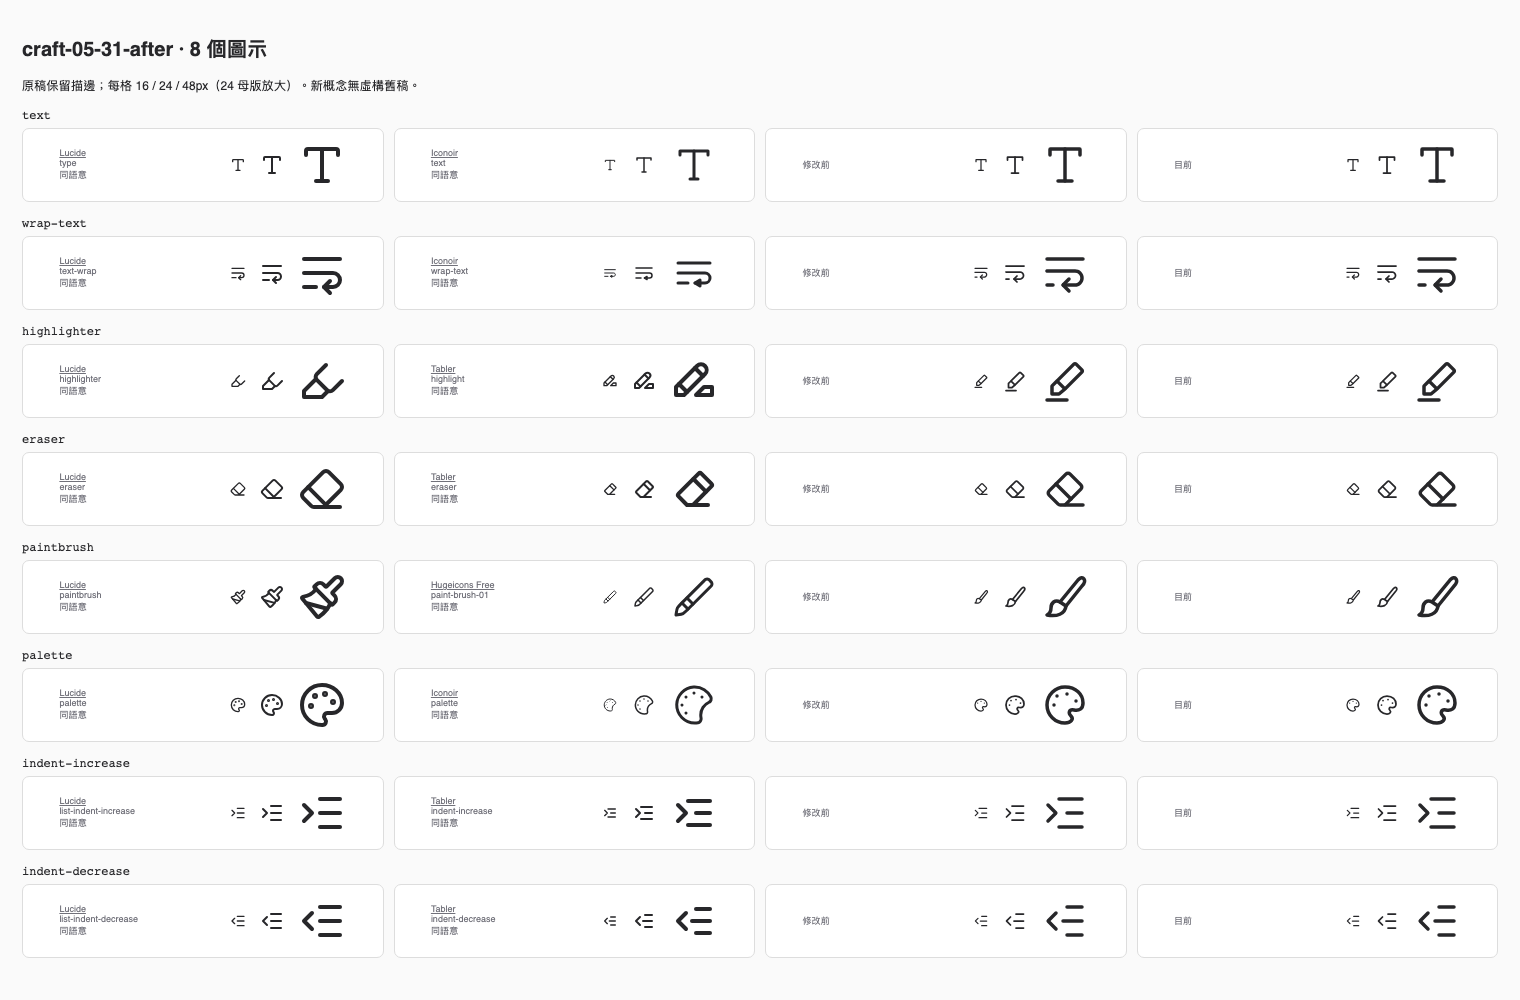 craft-05-31-after · 8 個圖示
原稿保留描邊；每格 16 / 24 / 48px（24 母版放大）。新概念無虛構舊稿。
text
Lucide
type
同語意
Iconoir
text
同語意
修改前
目前
wrap-text
Lucide
text-wrap
同語意
Iconoir
wrap-text
同語意
修改前
目前
highlighter
Lucide
highlighter
同語意
Tabler
highlight
同語意
修改前
目前
eraser
Lucide
eraser
同語意
Tabler
eraser
同語意
修改前
目前
paintbrush
Lucide
paintbrush
同語意
Hugeicons Free
paint-brush-01
同語意
修改前
目前
palette
Lucide
palette
同語意
Iconoir
palette
同語意
修改前
目前
indent-increase
Lucide
list-indent-increase
同語意
Tabler
indent-increase
同語意
修改前
目前
indent-decrease
Lucide
list-indent-decrease
同語意
Tabler
indent-decrease
同語意
修改前
目前